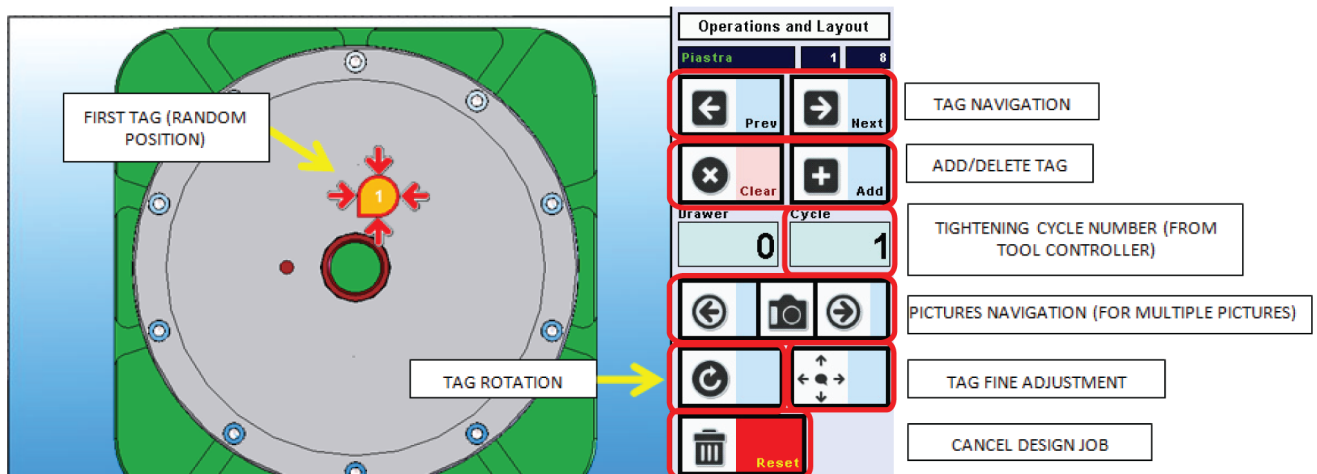 Operations and Layout
Piastra 1 8
FIRST TAG (RANDOM
POSITION)
1
Prev
Next
TAG NAVIGATION
Clear
Add
ADD/DELETE TAG
Drawer
Cycle
0
1
TIGHTENING CYCLE NUMBER (FROM
TOOL CONTROLLER)
PICTURES NAVIGATION (FOR MULTIPLE PICTURES)
TAG ROTATION
TAG FINE ADJUSTMENT
Reset
CANCEL DESIGN JOB